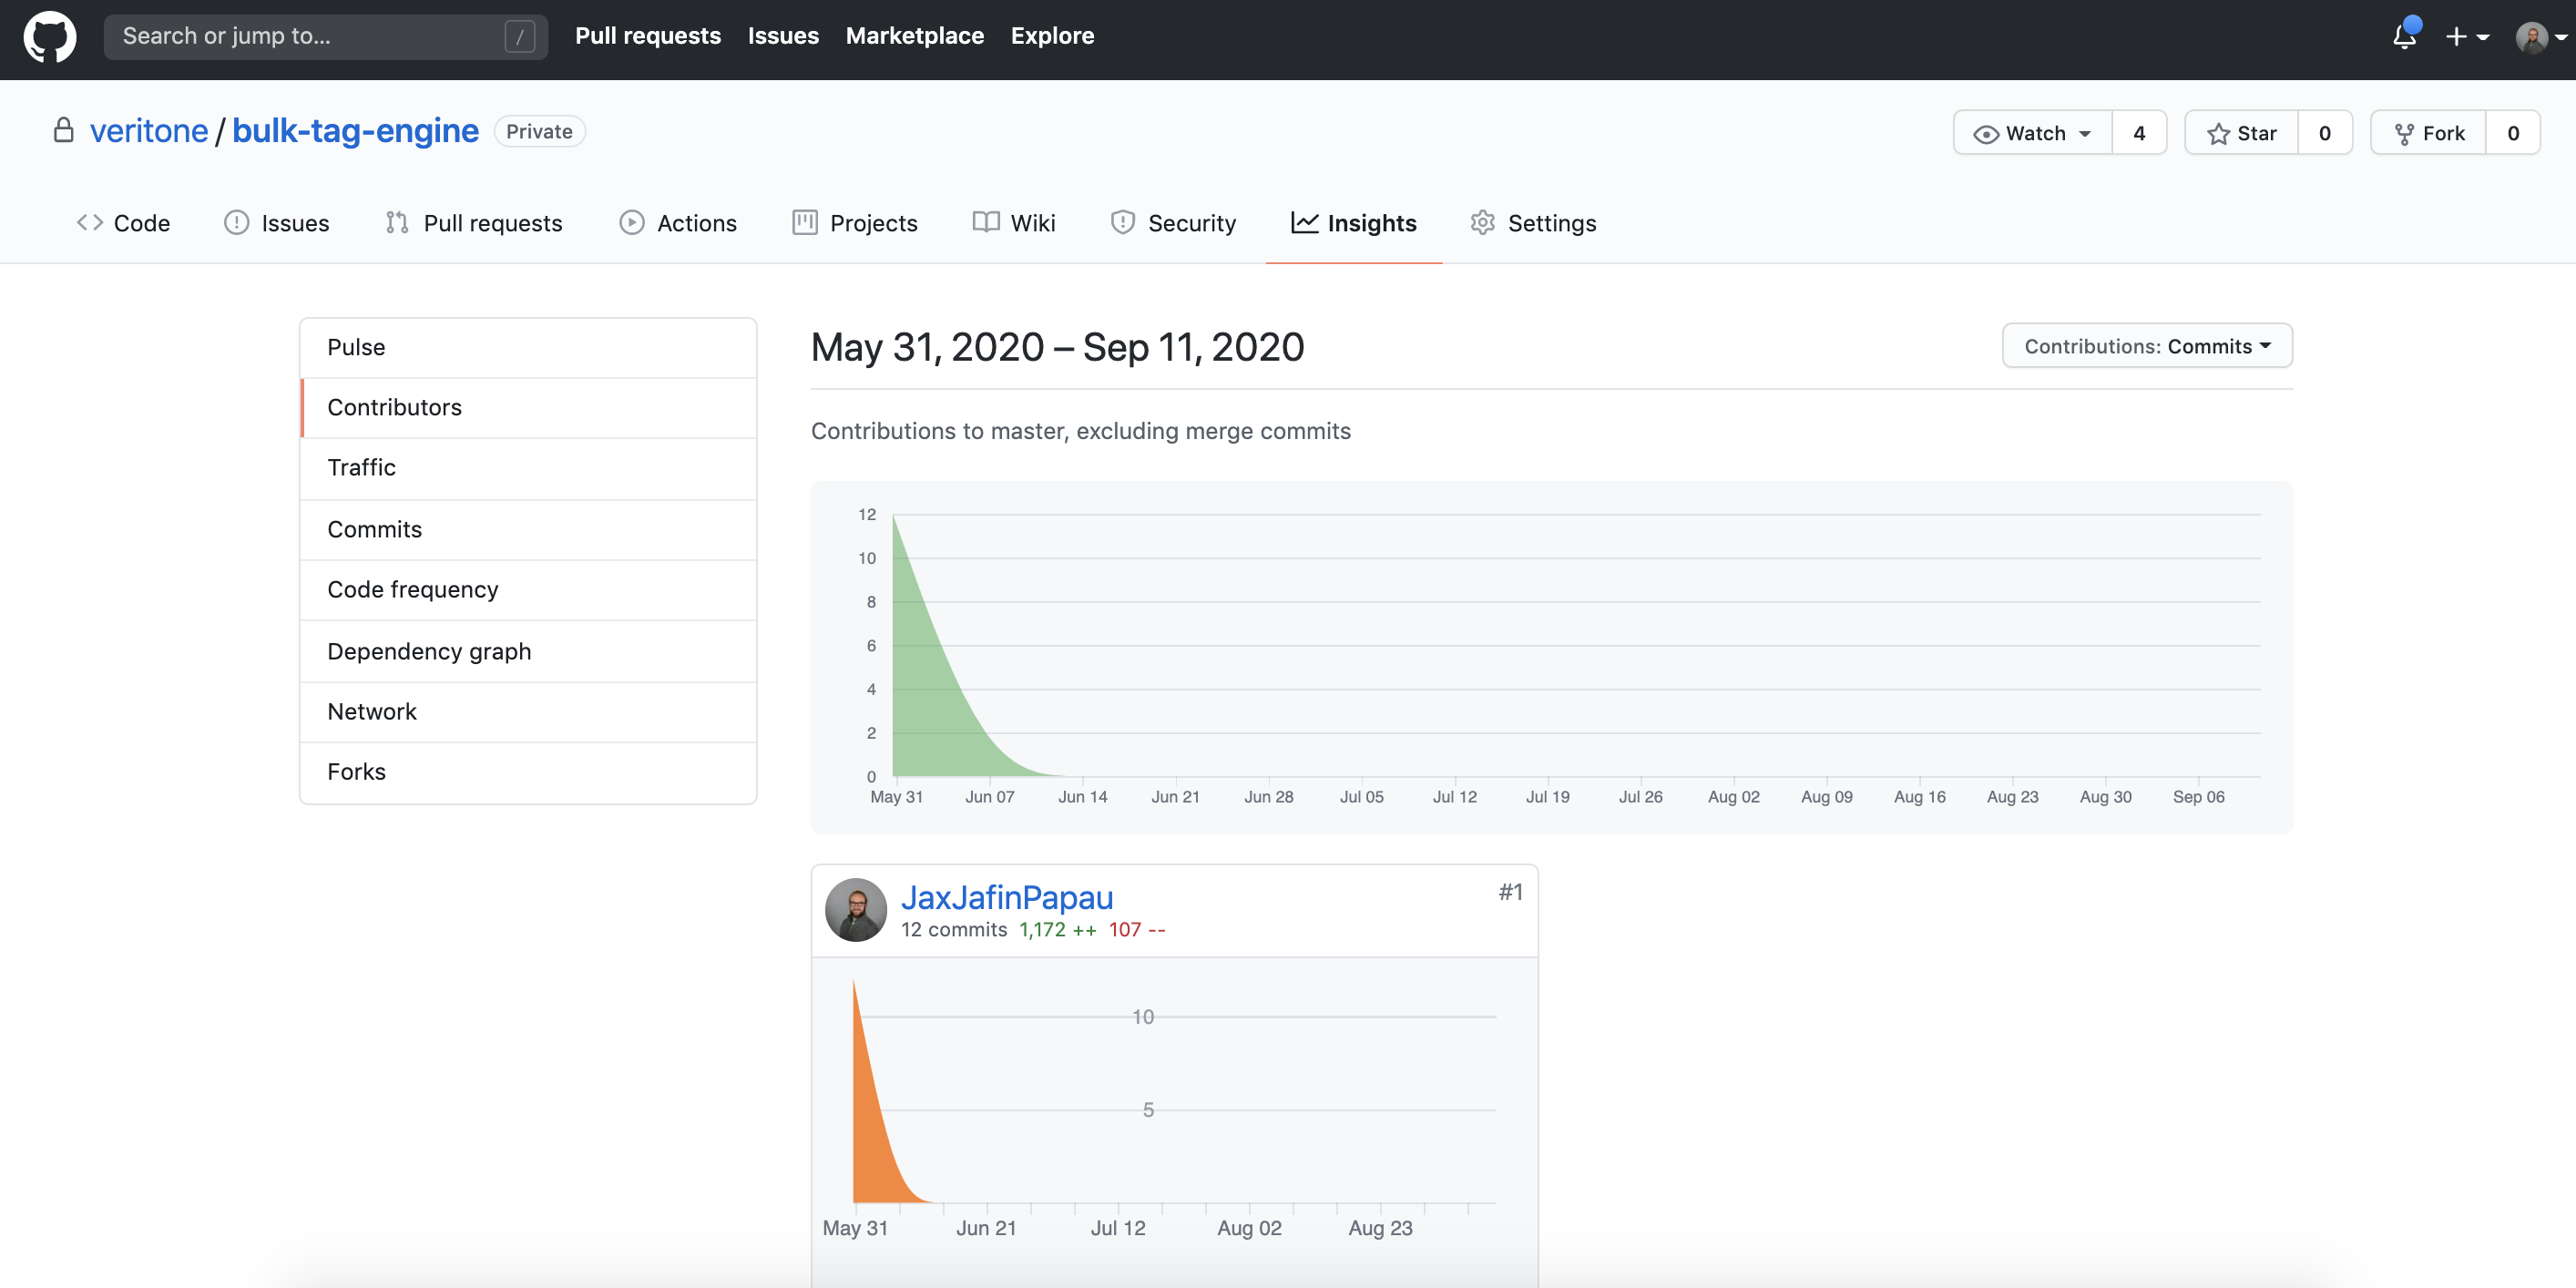 Search or jump to...
/
Pull requests
Issues
Marketplace
Explore
veritone / bulk-tag-engine
Private
Watch
4
Star
0
Fork
0
Code
Issues
Pull requests
Actions
Projects
Wiki
Security
Insights
Settings
Pulse
Contributors
Traffic
Commits
Code frequency
Dependency graph
Network
Forks
May 31, 2020 – Sep 11, 2020
Contributions: Commits
Contributions to master, excluding merge commits
12
10
8
6
4
2
0
May 31
Jun 07
Jun 14
Jun 21
Jun 28
Jul 05
Jul 12
Jul 19
Jul 26
Aug 02
Aug 09
Aug 16
Aug 23
Aug 30
Sep 06
JaxJafinPapau
#1
12 commits 1,172 ++ 107 --
10
5
May 31
Jun 21
Jul 12
Aug 02
Aug 23